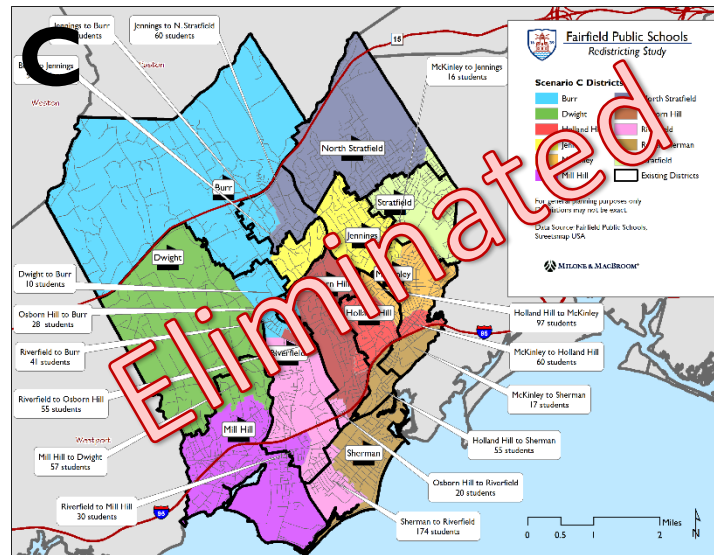 C
Jennings to Burr
students
Jennings to N. Stratfield
60 students
to Jennings
McKinley to Jennings
16 students
15
Fairfield Public Schools
Redistricting Study
Scenario C Districts
Burr
Dwight
Holland Hill
Mill Hill
North Stratfield
Stratfield
Existing Districts
For general planning purposes only
Delineations may not be exact.
Data Source: Fairfield Public Schools,
Streetmap USA
MILONE & MACBROOM
Weston
Easton
North Stratfield
Burr
Stratfield
Dwight
Jennings
Holland Hill
Riverfield
Mill Hill
Sherman
Westport
Dwight to Burr
10 students
Osborn Hill to Burr
28 students
Riverfield to Burr
41 students
Riverfield to Osborn Hill
55 students
Mill Hill to Dwight
57 students
Riverfield to Mill Hill
30 students
Holland Hill to McKinley
97 students
95
McKinley to Holland Hill
60 students
McKinley to Sherman
17 students
Holland Hill to Sherman
55 students
Osborn Hill to Riverfield
20 students
Sherman to Riverfield
174 students
95
0 0.5 1 2
Miles
N
Eliminated